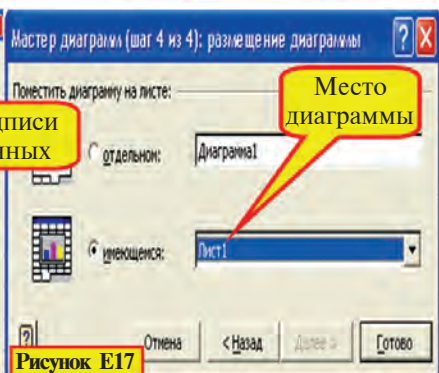 Мастер диаграмм (шаг 4 из 4): размещение диаграммы
Поместить диаграмму на листе:
Место
диаграммы
дписи
нных
отдельном:
Диаграмма1
имеющемся:
Лист1
Отмена
< Назад
Далее >
Готово
Рисунок E17